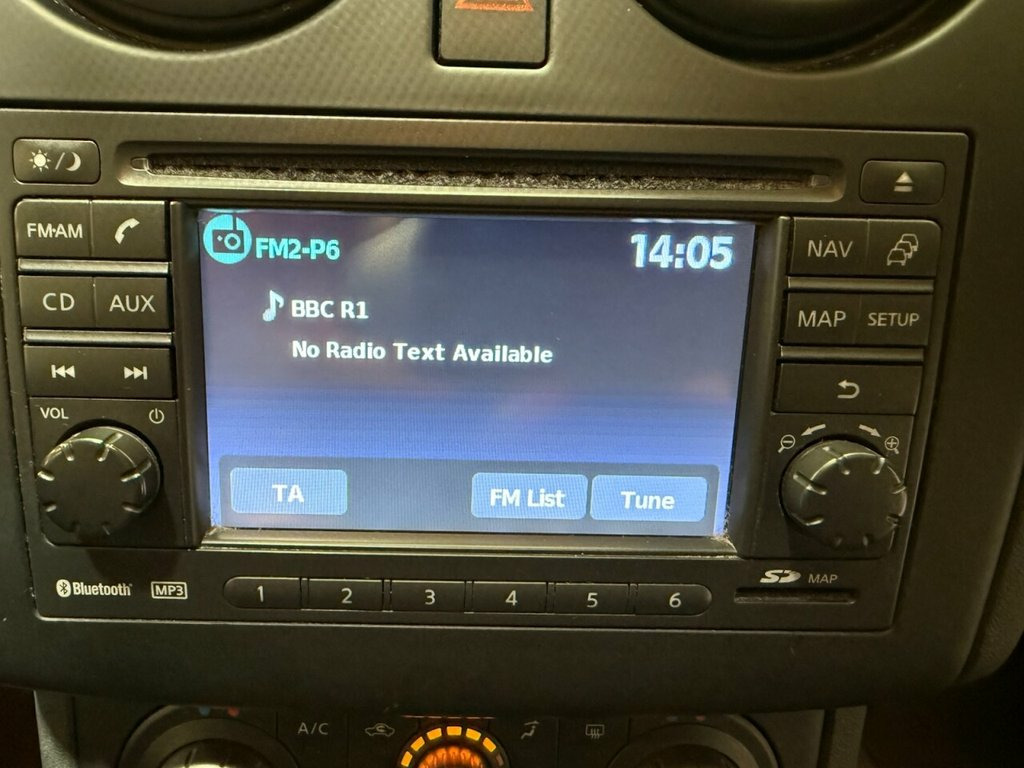 FM·AM
FM2-P6
14:05
NAV
BBC R1
CD
AUX
MAP
SETUP
No Radio Text Available
VOL
TA
FM List
Tune
Bluetooth
MP3
1
2
3
4
5
6
SD
MAP
A/C